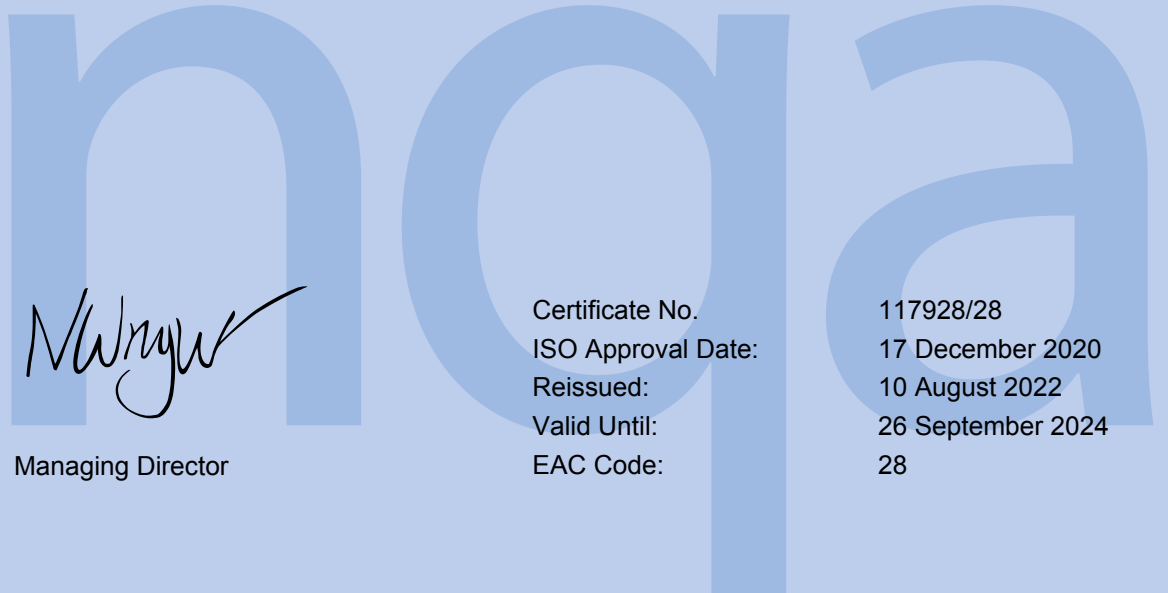 nqa
Certificate No. 117928/28
ISO Approval Date: 17 December 2020
Reissued: 10 August 2022
Valid Until: 26 September 2024
Managing Director
EAC Code: 28